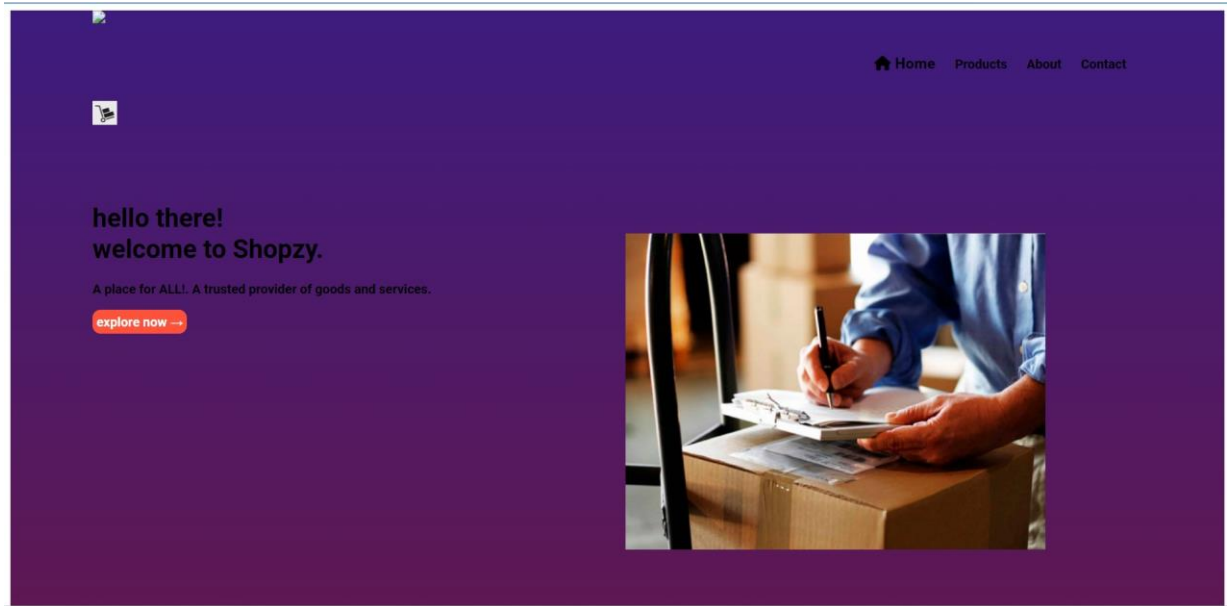 Home Products About Contact
hello there!
welcome to Shopzy.
A place for ALL!. A trusted provider of goods and services.
explore now →